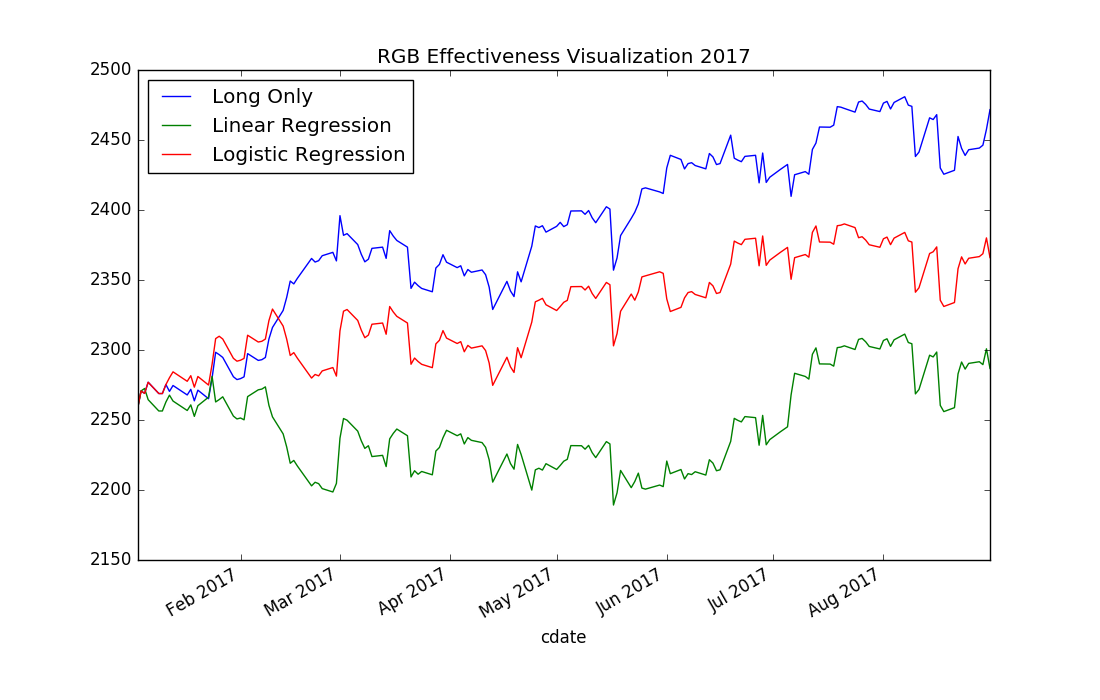 RGB Effectiveness Visualization 2017
Long Only
Linear Regression
Logistic Regression
2500
2450
2400
2350
2300
2250
2200
2150
Feb 2017
Mar 2017
Apr 2017
May 2017
Jun 2017
Jul 2017
Aug 2017
cdate